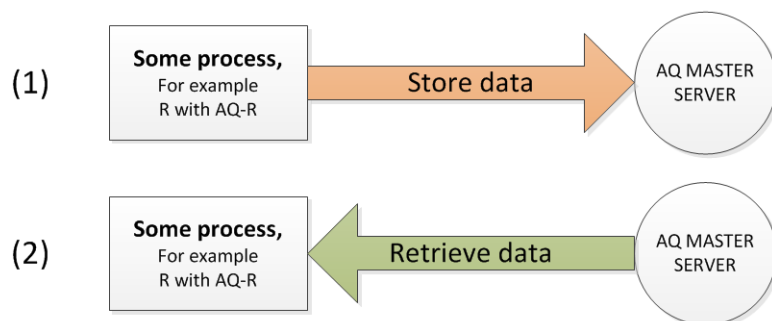 (1)
Some process,
For example
R with AQ-R
Store data
AQ MASTER
SERVER
(2)
Some process,
For example
R with AQ-R
Retrieve data
AQ MASTER
SERVER